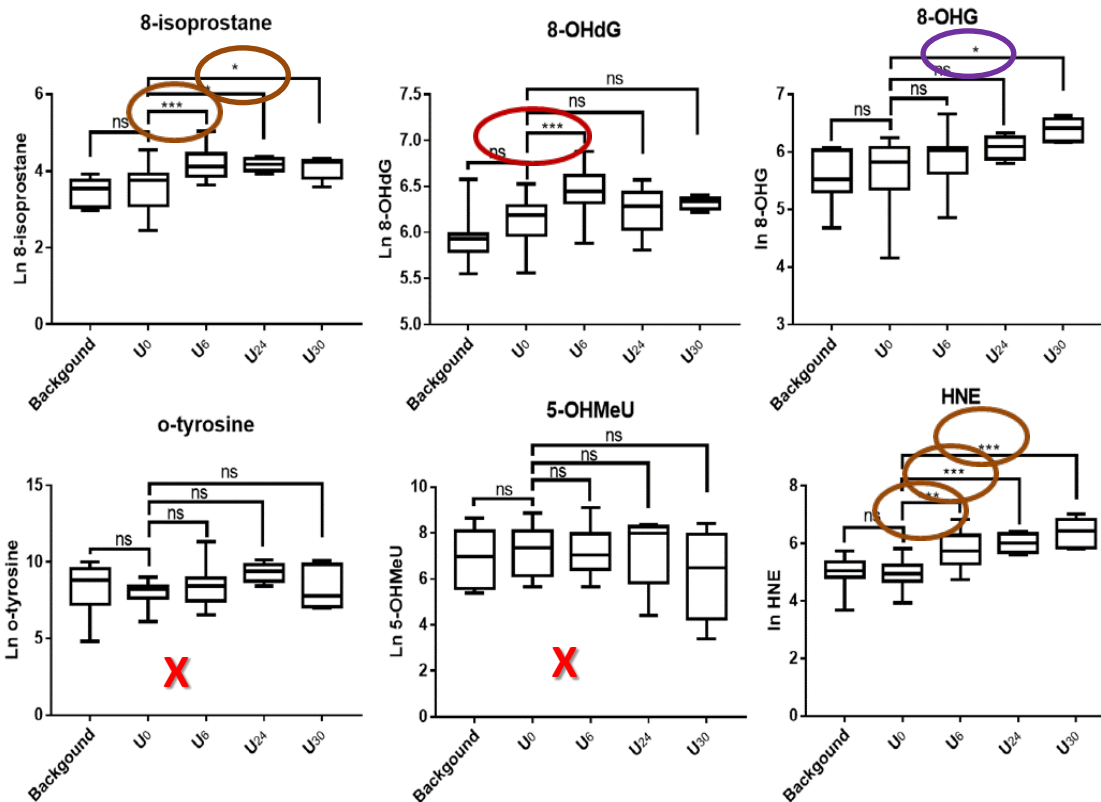 8-isoprostane
Ln 8-isoprostane
6
4
2
0
ns
***
*
*
Backgound
U0
U6
U24
U30
8-OHdG
Ln 8-OHdG
7.5
7.0
6.5
6.0
5.5
5.0
ns
***
ns
ns
Backgound
U0
U6
U24
U30
8-OHG
ln 8-OHG
7
6
5
4
3
ns
ns
ns
*
Backgound
U0
U6
U24
U30
o-tyrosine
Ln o-tyrosine
15
10
5
0
ns
ns
ns
ns
X
Backgound
U0
U6
U24
U30
5-OHMeU
Ln 5-OHMeU
10
8
6
4
2
0
ns
ns
ns
ns
X
Backgound
U0
U6
U24
U30
HNE
ln HNE
8
6
4
2
0
ns
**
***
***
Backgound
U0
U6
U24
U30